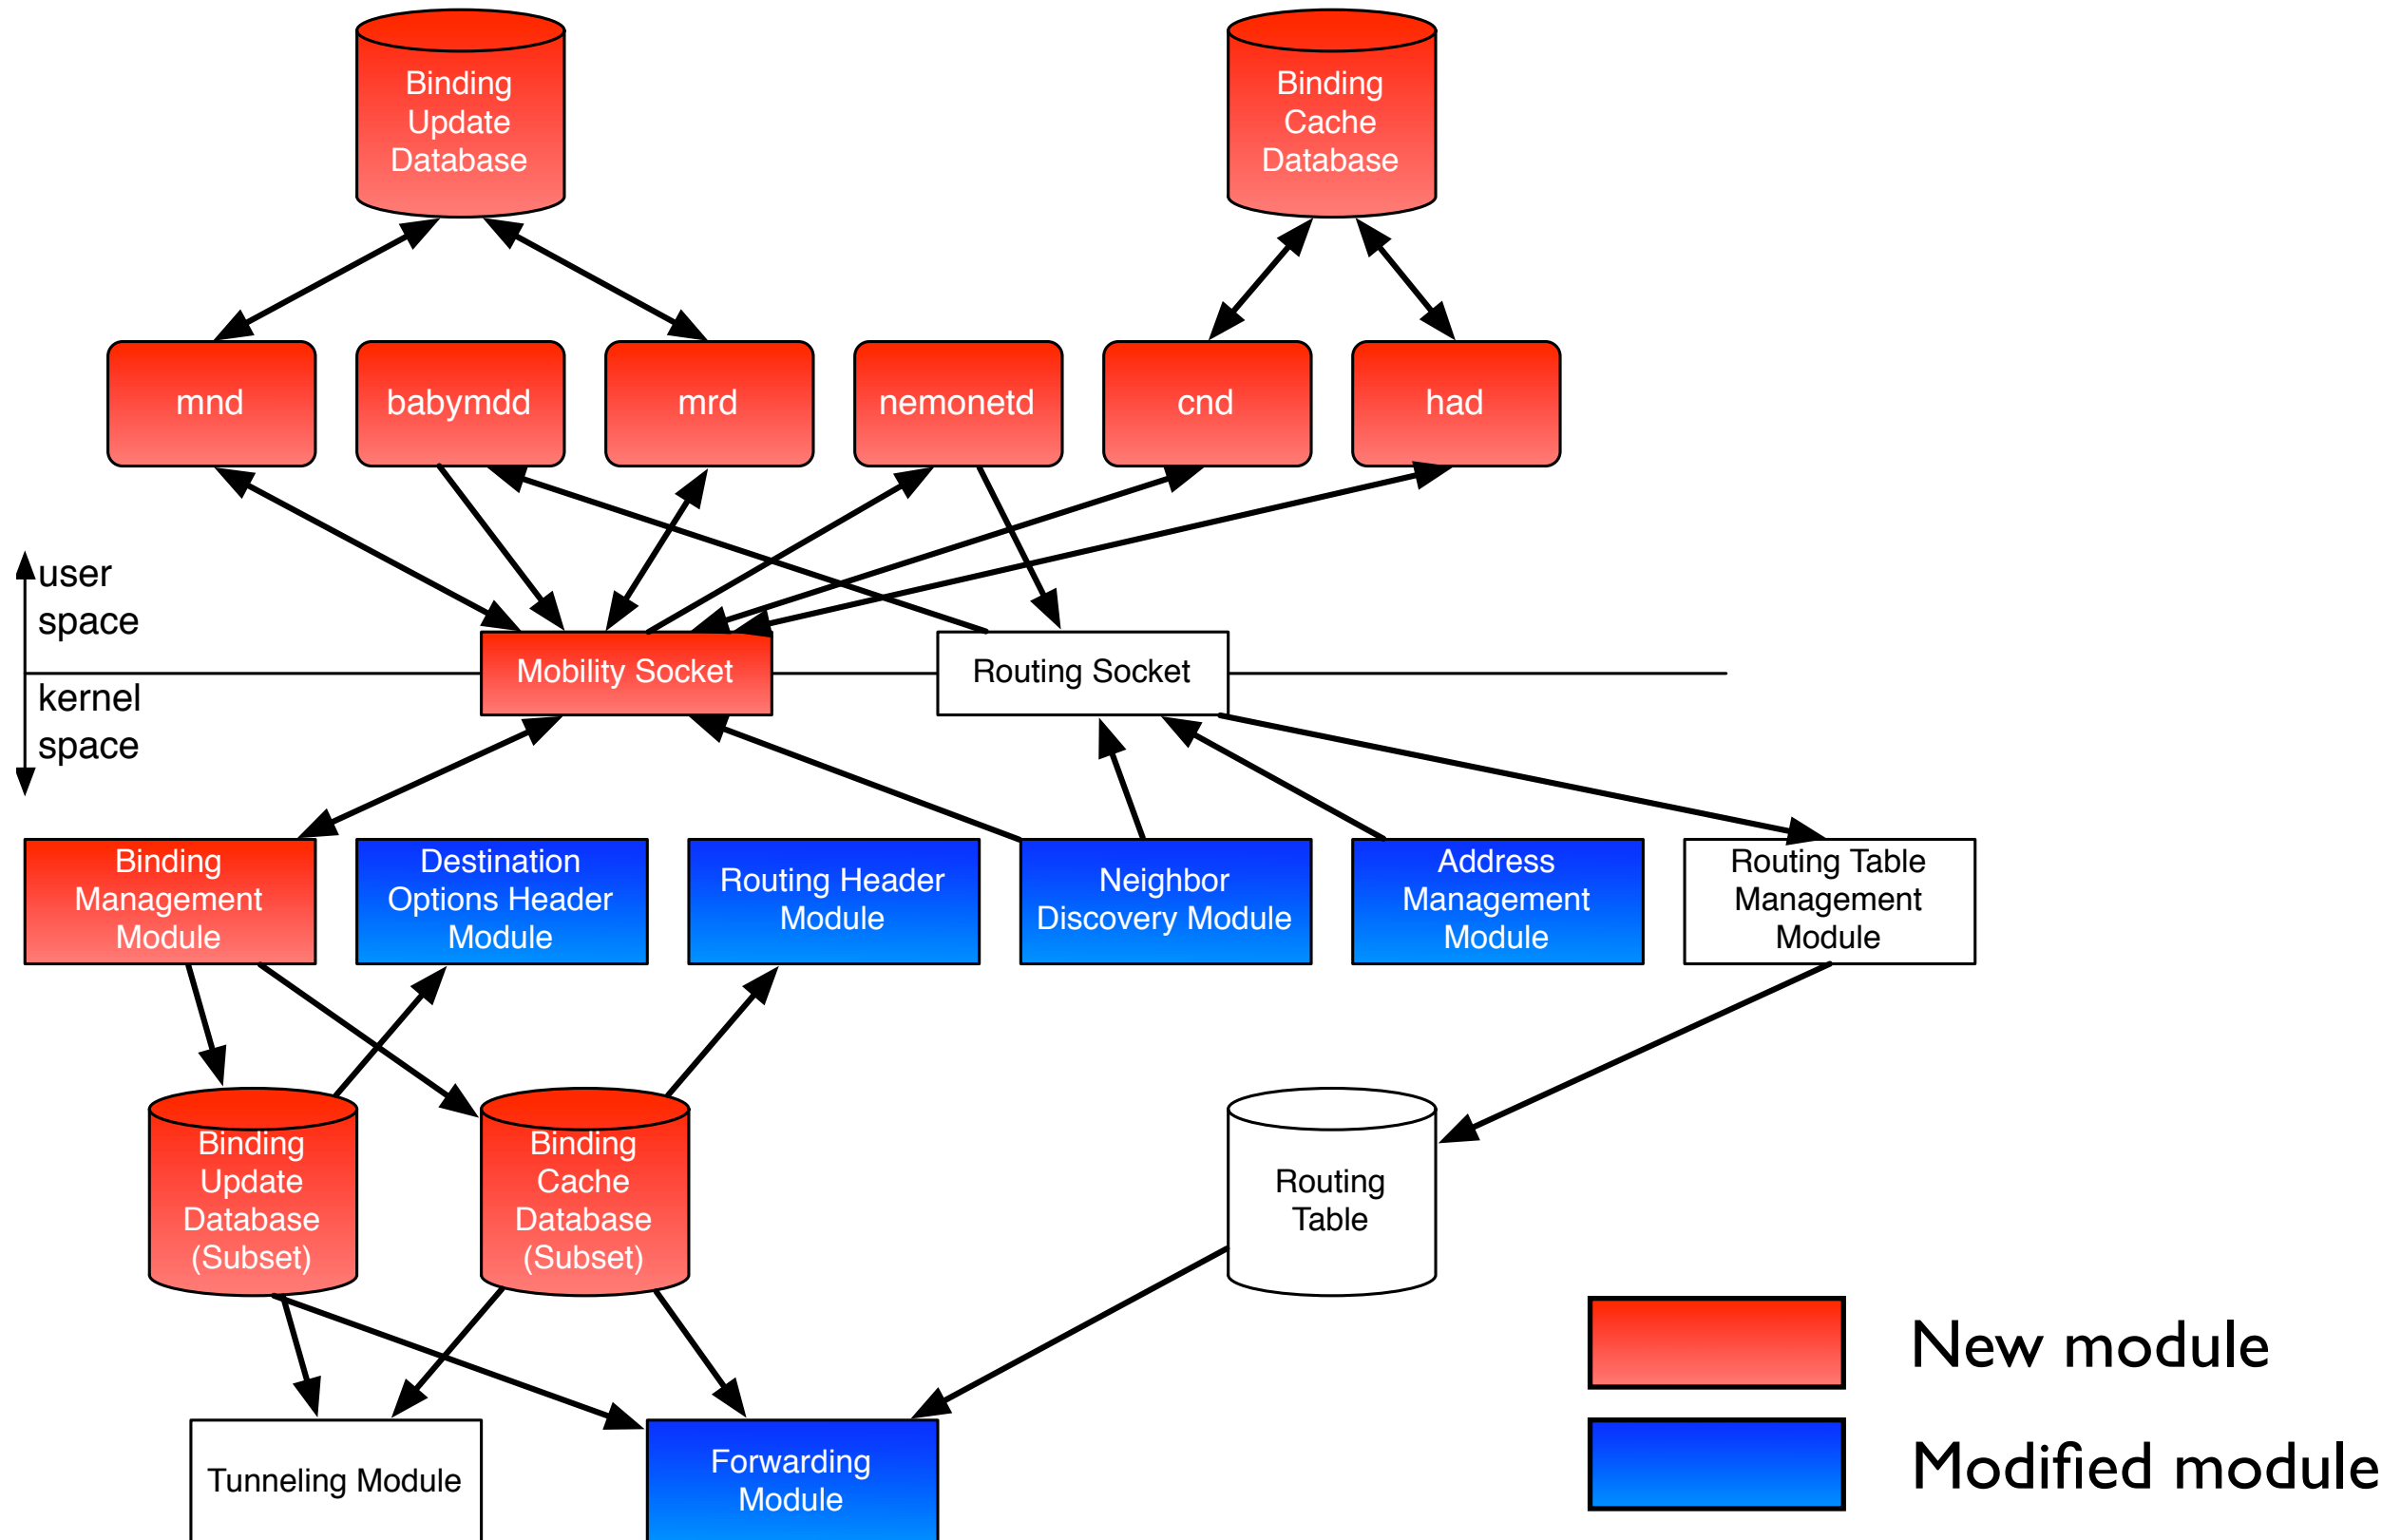 Binding
Update
Database
Binding
Cache
Database
mnd
babymdd
mrd
nemonetd
cnd
had
user
space
Mobility Socket
Routing Socket
kernel
space
Binding
Management
Module
Destination
Options Header
Module
Routing Header
Module
Neighbor
Discovery Module
Address
Management
Module
Routing Table
Management
Module
Binding
Update
Database
(Subset)
Binding
Cache
Database
(Subset)
Routing
Table
New module
Modified module
Tunneling Module
Forwarding
Module